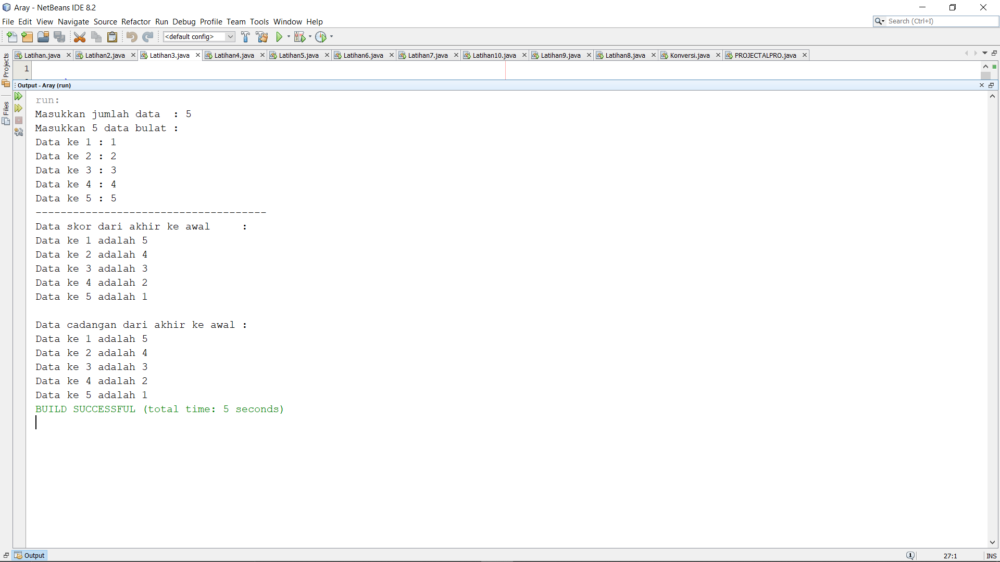 Aray - NetBeans IDE 8.2
File Edit View Navigate Source Refactor Run Debug Profile Team Tools Window Help
Search (Ctrl+I)
<default config>
Latihan.java Latihan2.java Latihan3.java Latihan4.java Latihan5.java Latihan6.java Latihan7.java Latihan10.java Latihan9.java Latihan8.java Konversi.java PROJECTALPRO.java
Projects
Files
1
Output - Aray (run)
run:
Masukkan jumlah data  : 5
Masukkan 5 data bulat :
Data ke 1 : 1
Data ke 2 : 2
Data ke 3 : 3
Data ke 4 : 4
Data ke 5 : 5
-------------------------------------
Data skor dari akhir ke awal     :
Data ke 1 adalah 5
Data ke 2 adalah 4
Data ke 3 adalah 3
Data ke 4 adalah 2
Data ke 5 adalah 1
Data cadangan dari akhir ke awal :
Data ke 1 adalah 5
Data ke 2 adalah 4
Data ke 3 adalah 3
Data ke 4 adalah 2
Data ke 5 adalah 1
BUILD SUCCESSFUL (total time: 5 seconds)
Output
1
27:1
INS